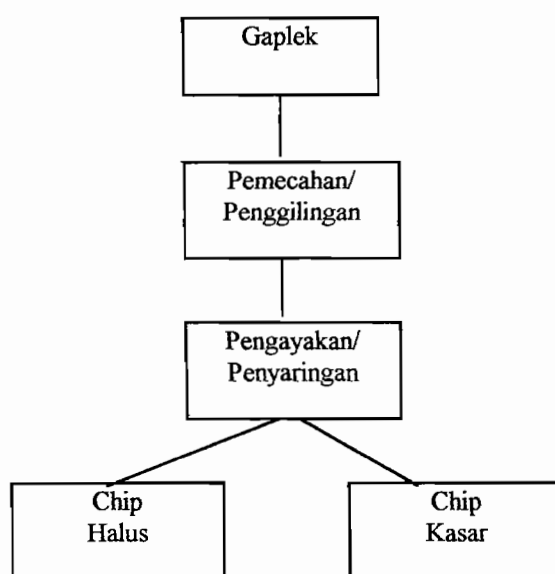 Gaplek
Pemecahan/
Penggilingan
Pengayakan/
Penyaringan
Chip
Halus
Chip
Kasar